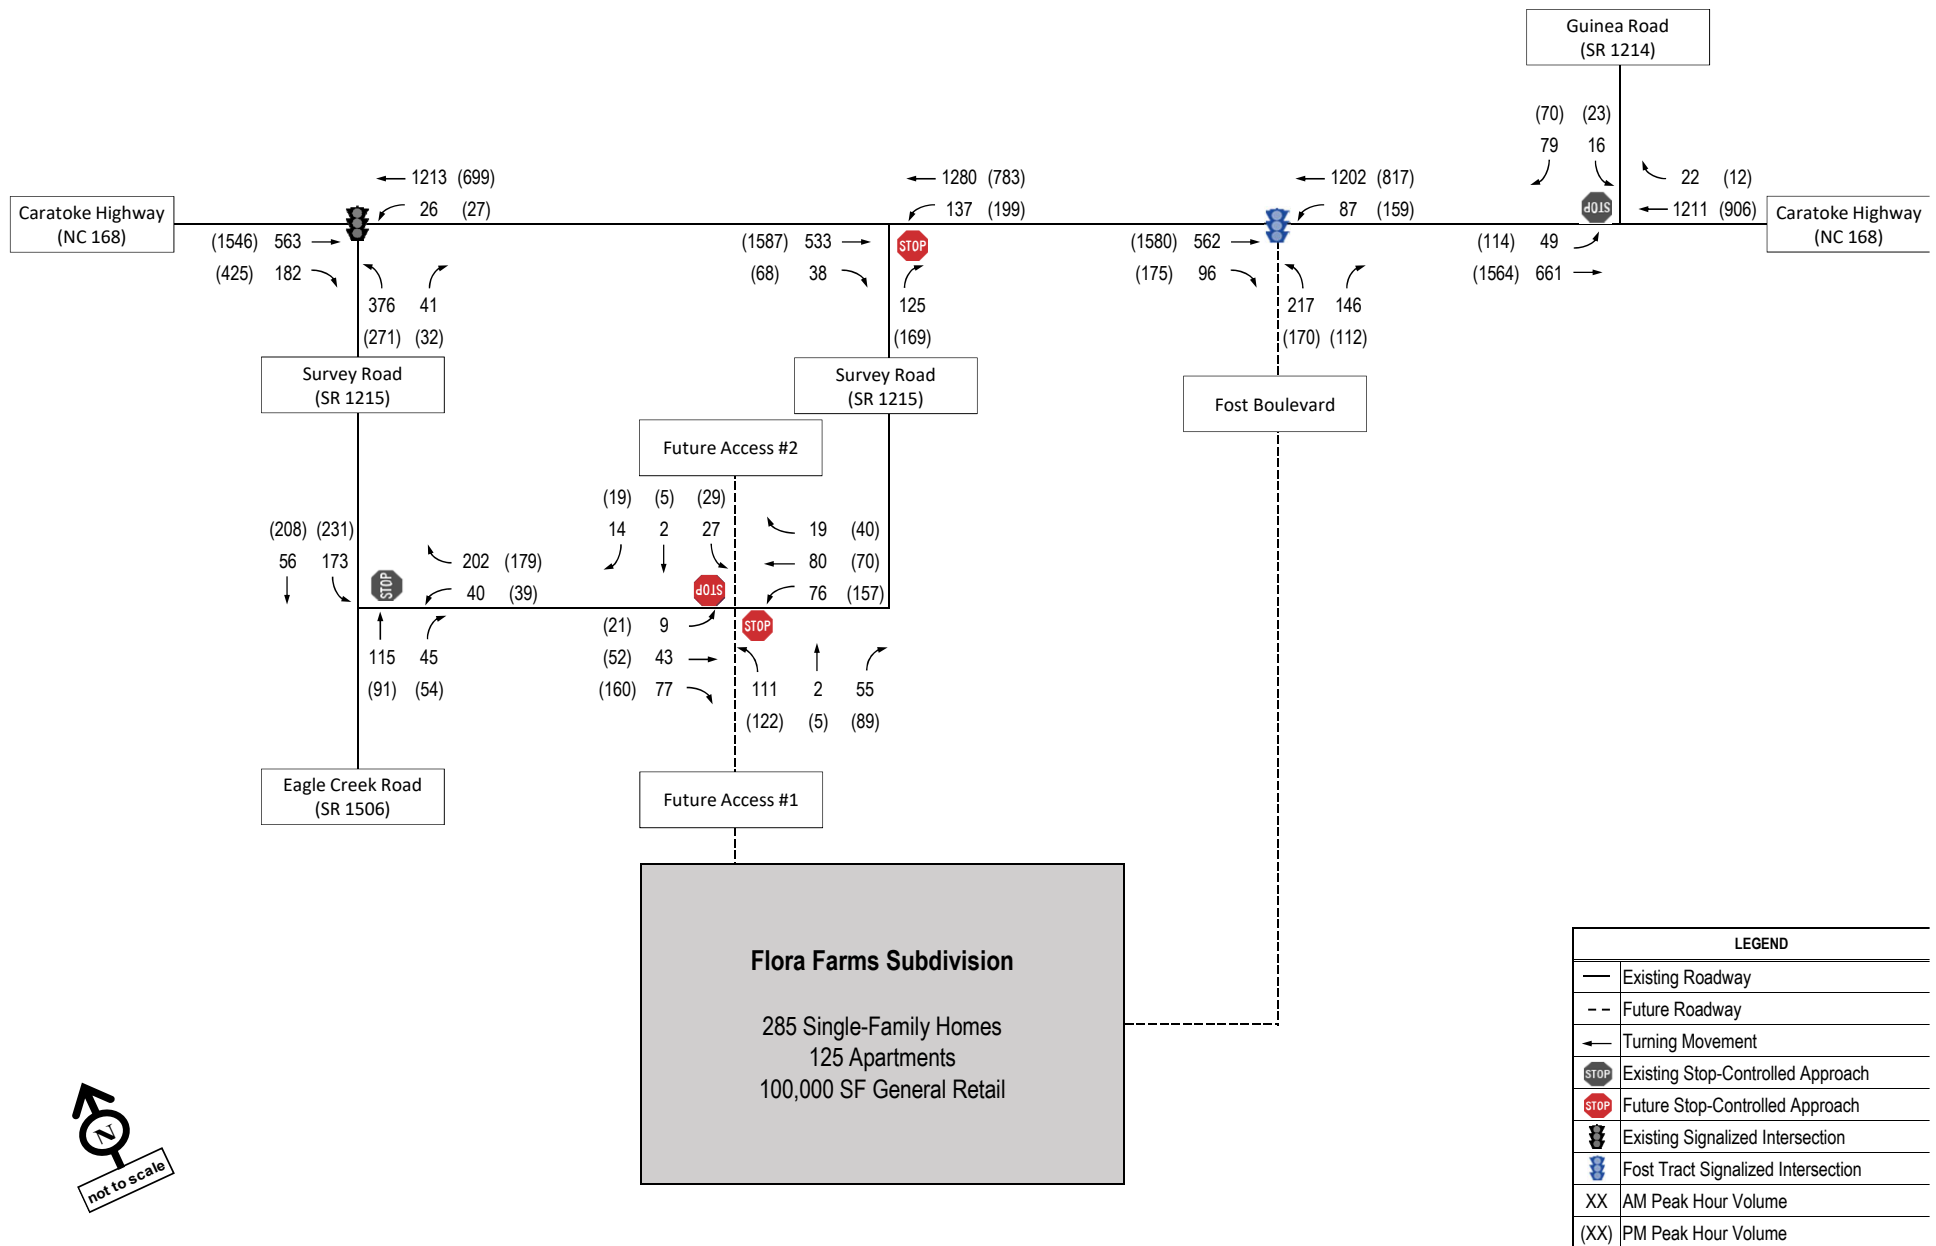 Guinea Road
(SR 1214)
(70) (23)
79 16
1213 (699)
1280 (783)
1202 (817)
22 (12)
26 (27)
137 (199)
87 (159)
STOP
1211 (906)
Caratoke Highway
(NC 168)
Caratoke Highway
(NC 168)
(1546) 563
(1587) 533
STOP
(1580) 562
(114) 49
(425) 182
(68) 38
(175) 96
(1564) 661
376 41
125
217 146
(271) (32)
(169)
(170) (112)
Survey Road
(SR 1215)
Survey Road
(SR 1215)
Fost Boulevard
Future Access #2
(19) (5) (29)
(208) (231)
14 2 27
19 (40)
56 173
202 (179)
80 (70)
STOP
40 (39)
STOP
76 (157)
(21) 9
STOP
115 45
(52) 43
(91) (54)
(160) 77
111 2 55
(122) (5) (89)
Eagle Creek Road
(SR 1506)
Future Access #1
Flora Farms Subdivision
285 Single-Family Homes
125 Apartments
100,000 SF General Retail
N
not to scale
LEGEND
Existing Roadway
Future Roadway
Turning Movement
STOP Existing Stop-Controlled Approach
STOP Future Stop-Controlled Approach
Existing Signalized Intersection
Fost Tract Signalized Intersection
XX AM Peak Hour Volume
(XX) PM Peak Hour Volume